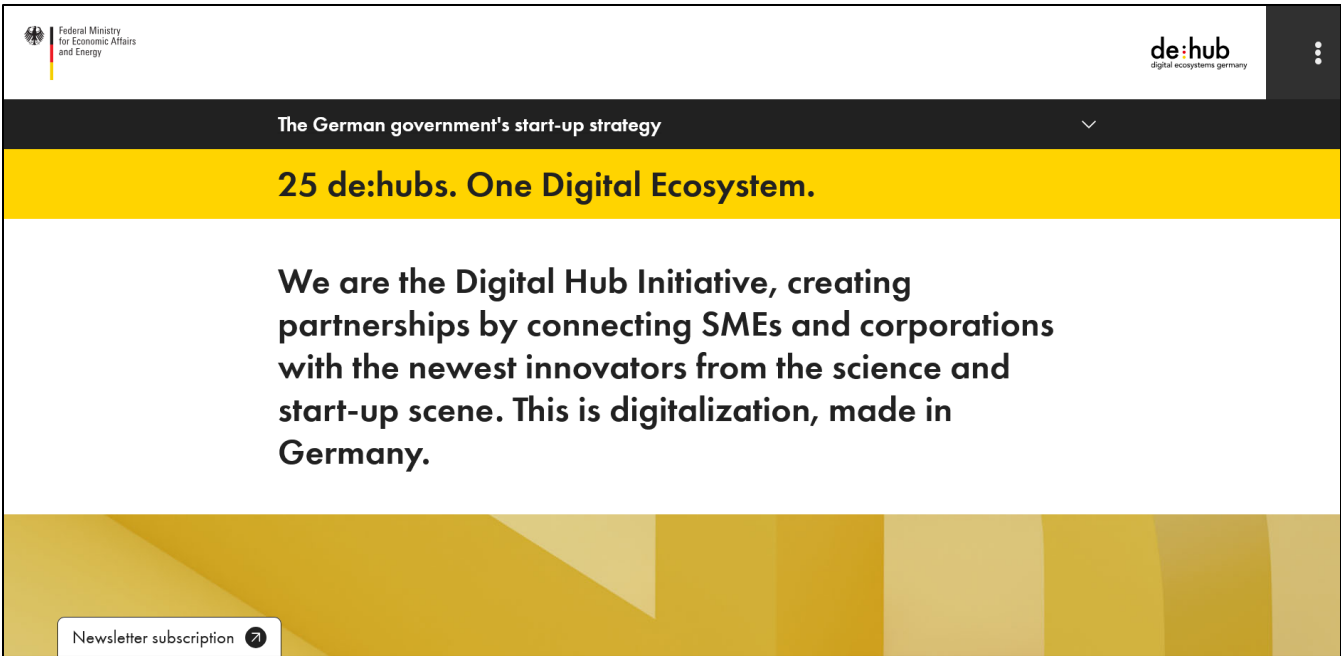 Federal Ministry
for Economic Affairs
and Energy
de:hub
digital ecosystems germany
The German government's start-up strategy
25 de:hubs. One Digital Ecosystem.
We are the Digital Hub Initiative, creating
partnerships by connecting SMEs and corporations
with the newest innovators from the science and
start-up scene. This is digitalization, made in
Germany.
Newsletter subscription